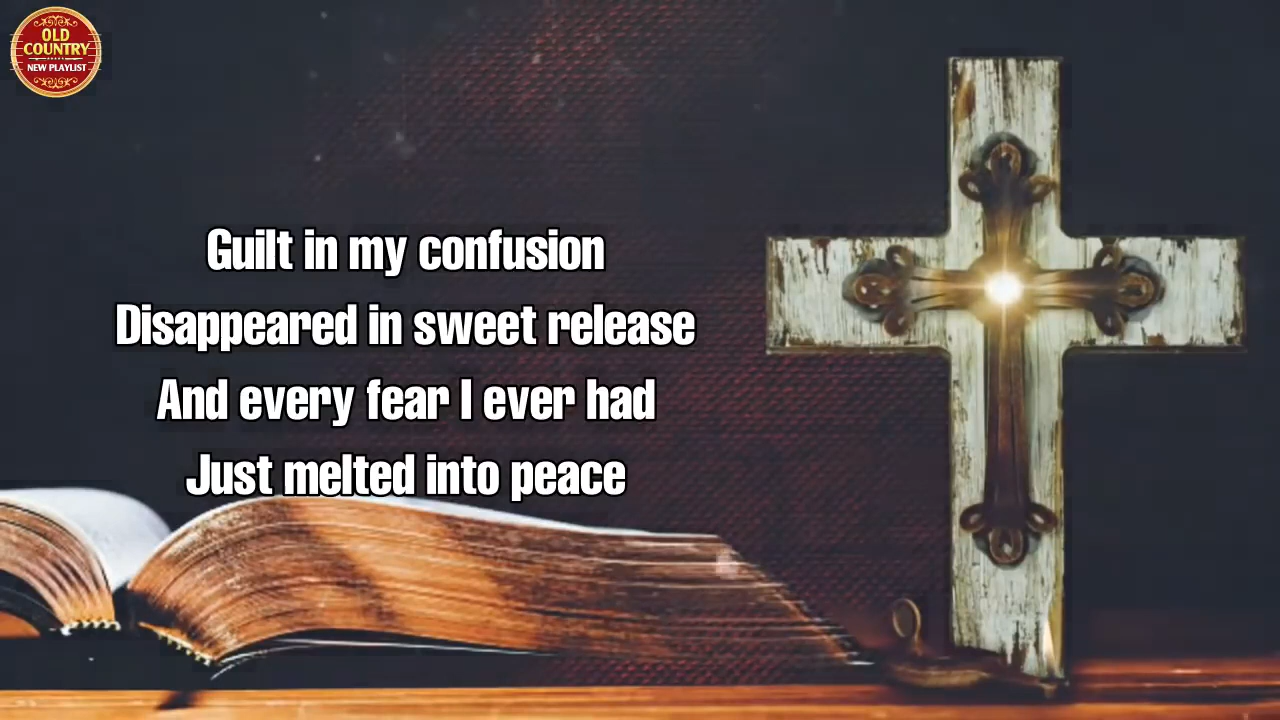 OLD
COUNTRY
NEW PLAYLIST
Guilt in my confusion
Disappeared in sweet release
And every fear I ever had
Just melted into peace